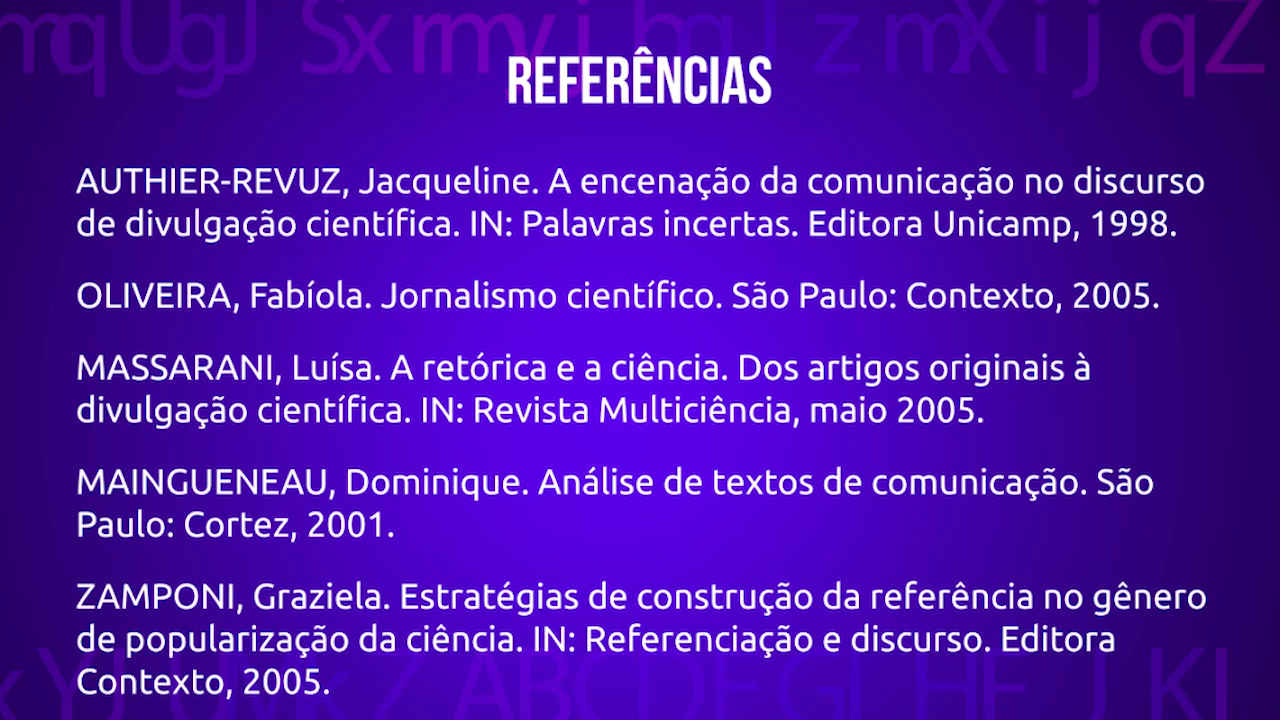 REFERÊNCIAS
AUTHIER-REVUZ, Jacqueline. A encenação da comunicação no discurso
de divulgação científica. IN: Palavras incertas. Editora Unicamp, 1998.
OLIVEIRA, Fabíola. Jornalismo científico. São Paulo: Contexto, 2005.
MASSARANI, Luísa. A retórica e a ciência. Dos artigos originais à
divulgação científica. IN: Revista Multiciência, maio 2005.
MAINGUENEAU, Dominique. Análise de textos de comunicação. São
Paulo: Cortez, 2001.
ZAMPONI, Graziela. Estratégias de construção da referência no gênero
de popularização da ciência. IN: Referenciação e discurso. Editora
Contexto, 2005.